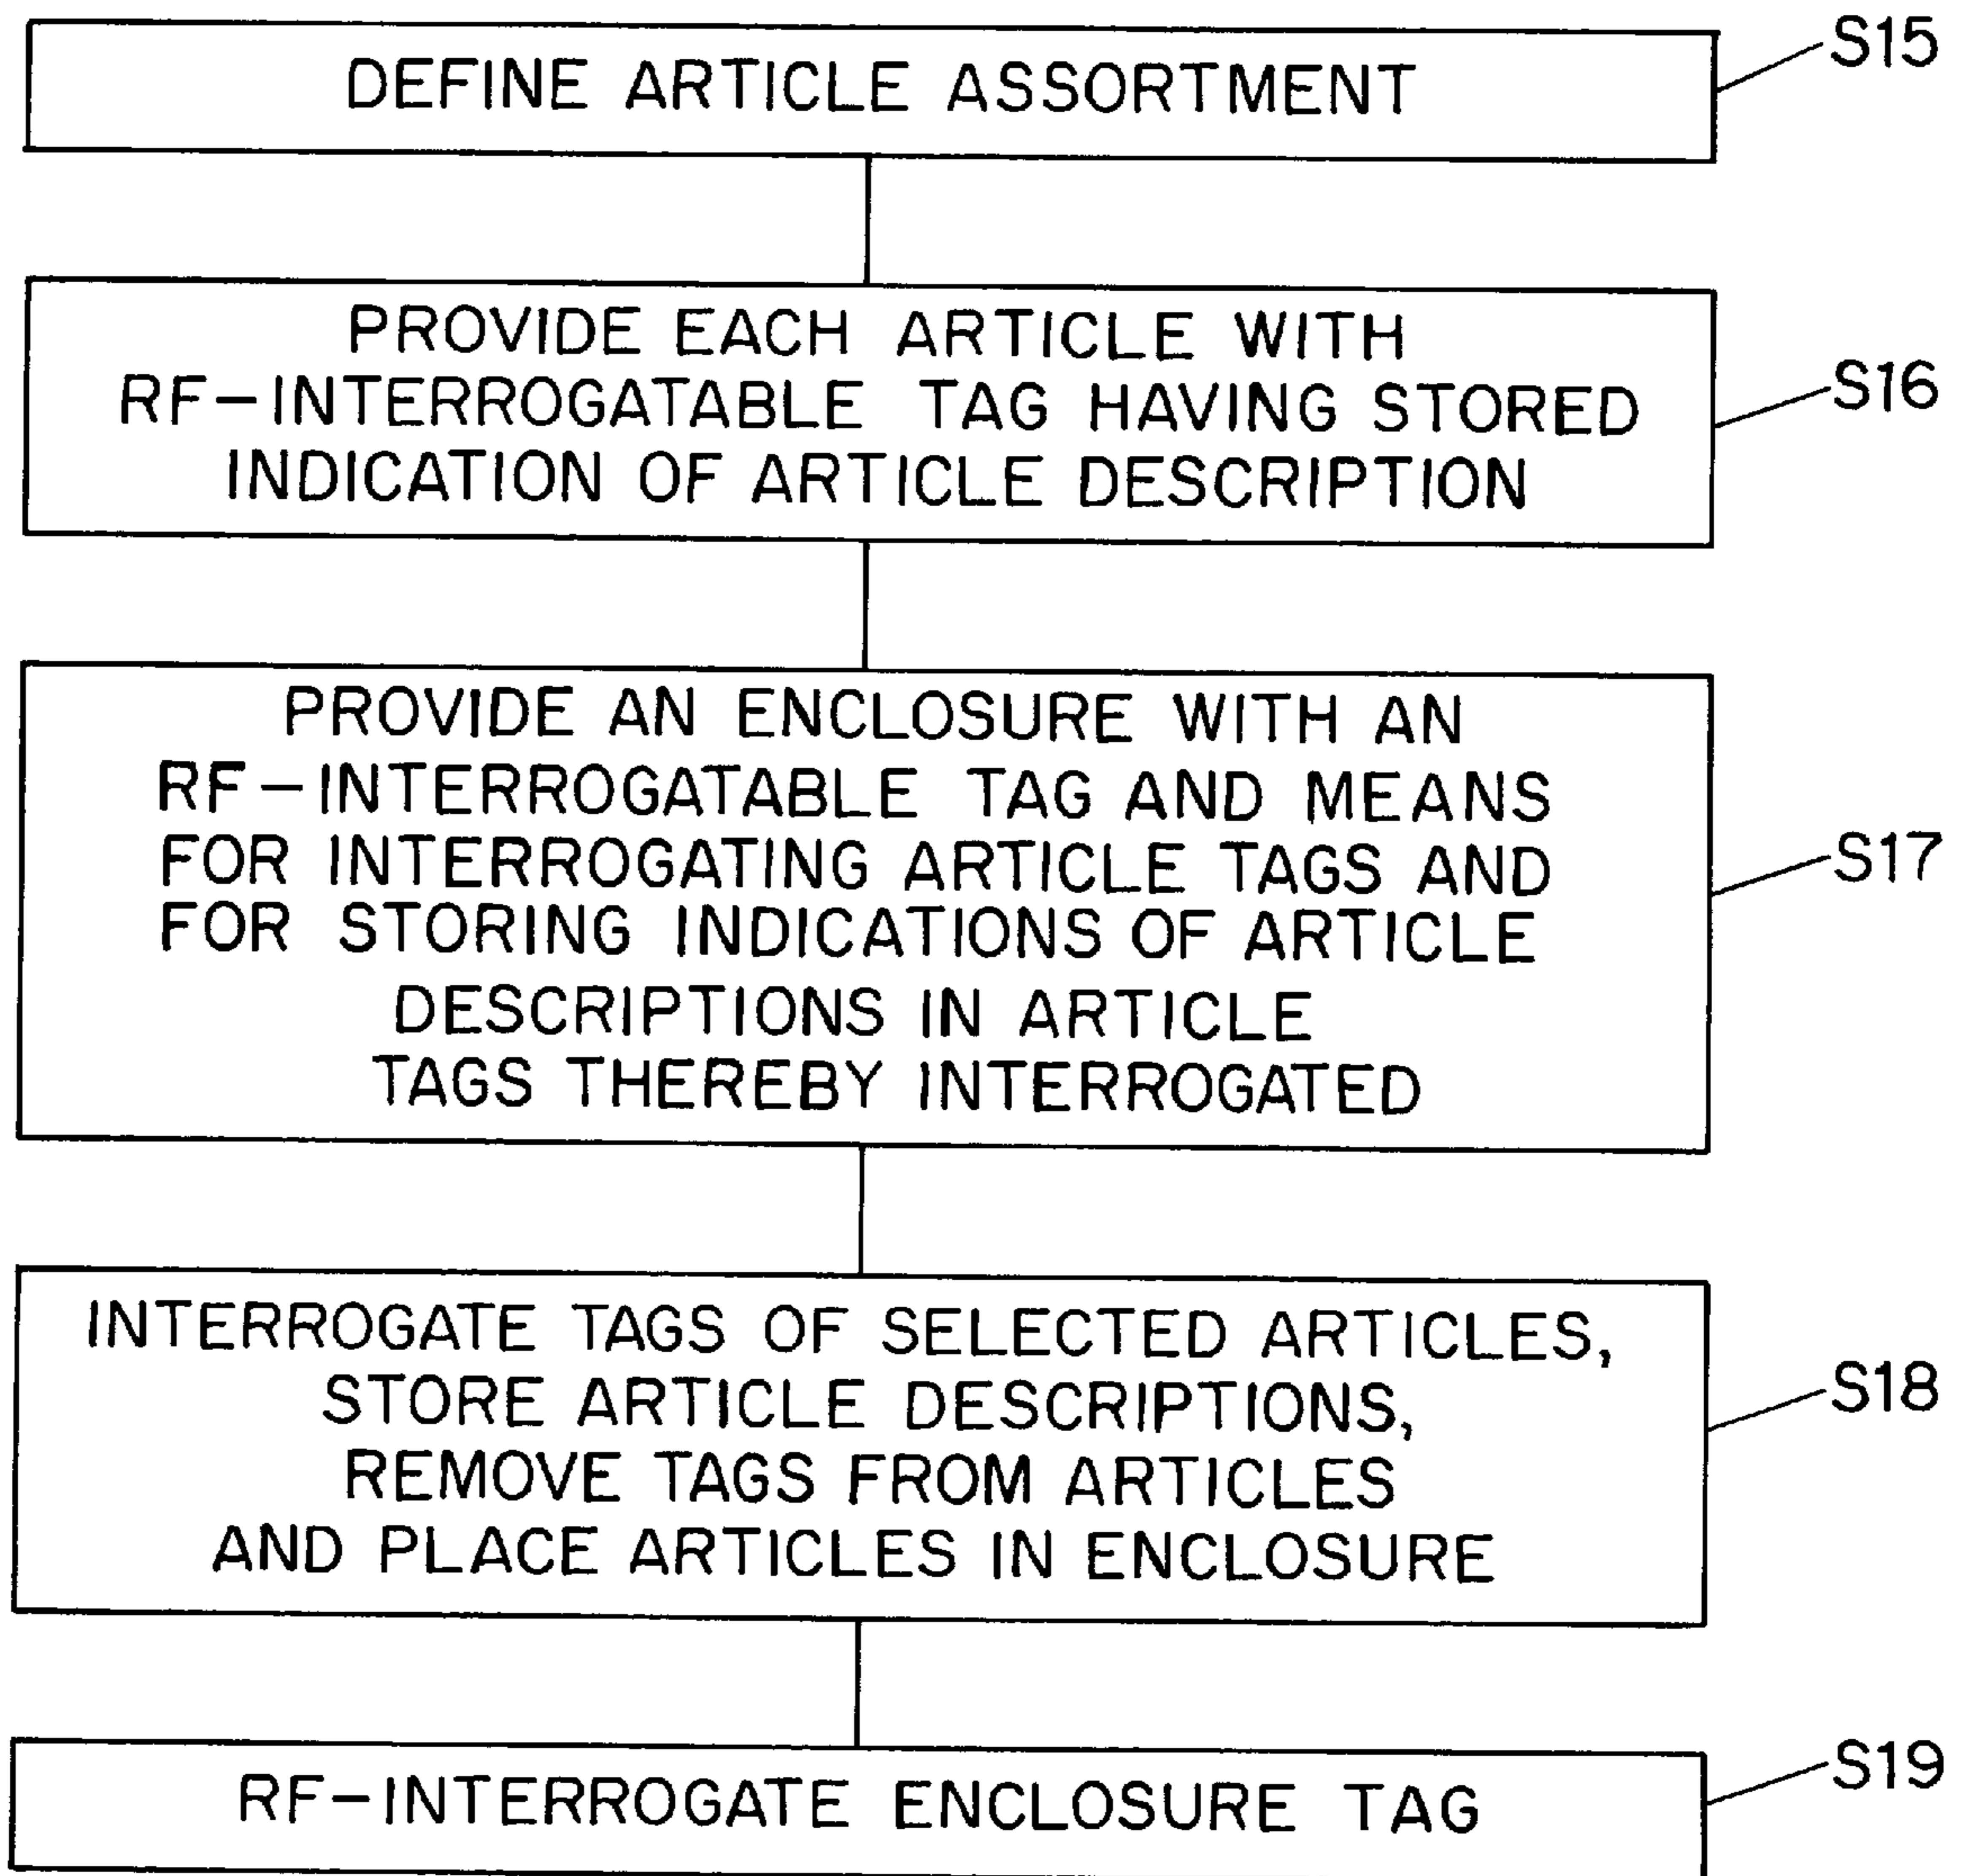 DEFINE ARTICLE ASSORTMENT
S15
PROVIDE EACH ARTICLE WITH
RF-INTERROGATABLE TAG HAVING STORED
INDICATION OF ARTICLE DESCRIPTION
S16
PROVIDE AN ENCLOSURE WITH AN
RF-INTERROGATABLE TAG AND MEANS
FOR INTERROGATING ARTICLE TAGS AND
FOR STORING INDICATIONS OF ARTICLE
DESCRIPTIONS IN ARTICLE
TAGS THEREBY INTERROGATED
S17
INTERROGATE TAGS OF SELECTED ARTICLES,
STORE ARTICLE DESCRIPTIONS,
REMOVE TAGS FROM ARTICLES
AND PLACE ARTICLES IN ENCLOSURE
S18
RF-INTERROGATE ENCLOSURE TAG
S19